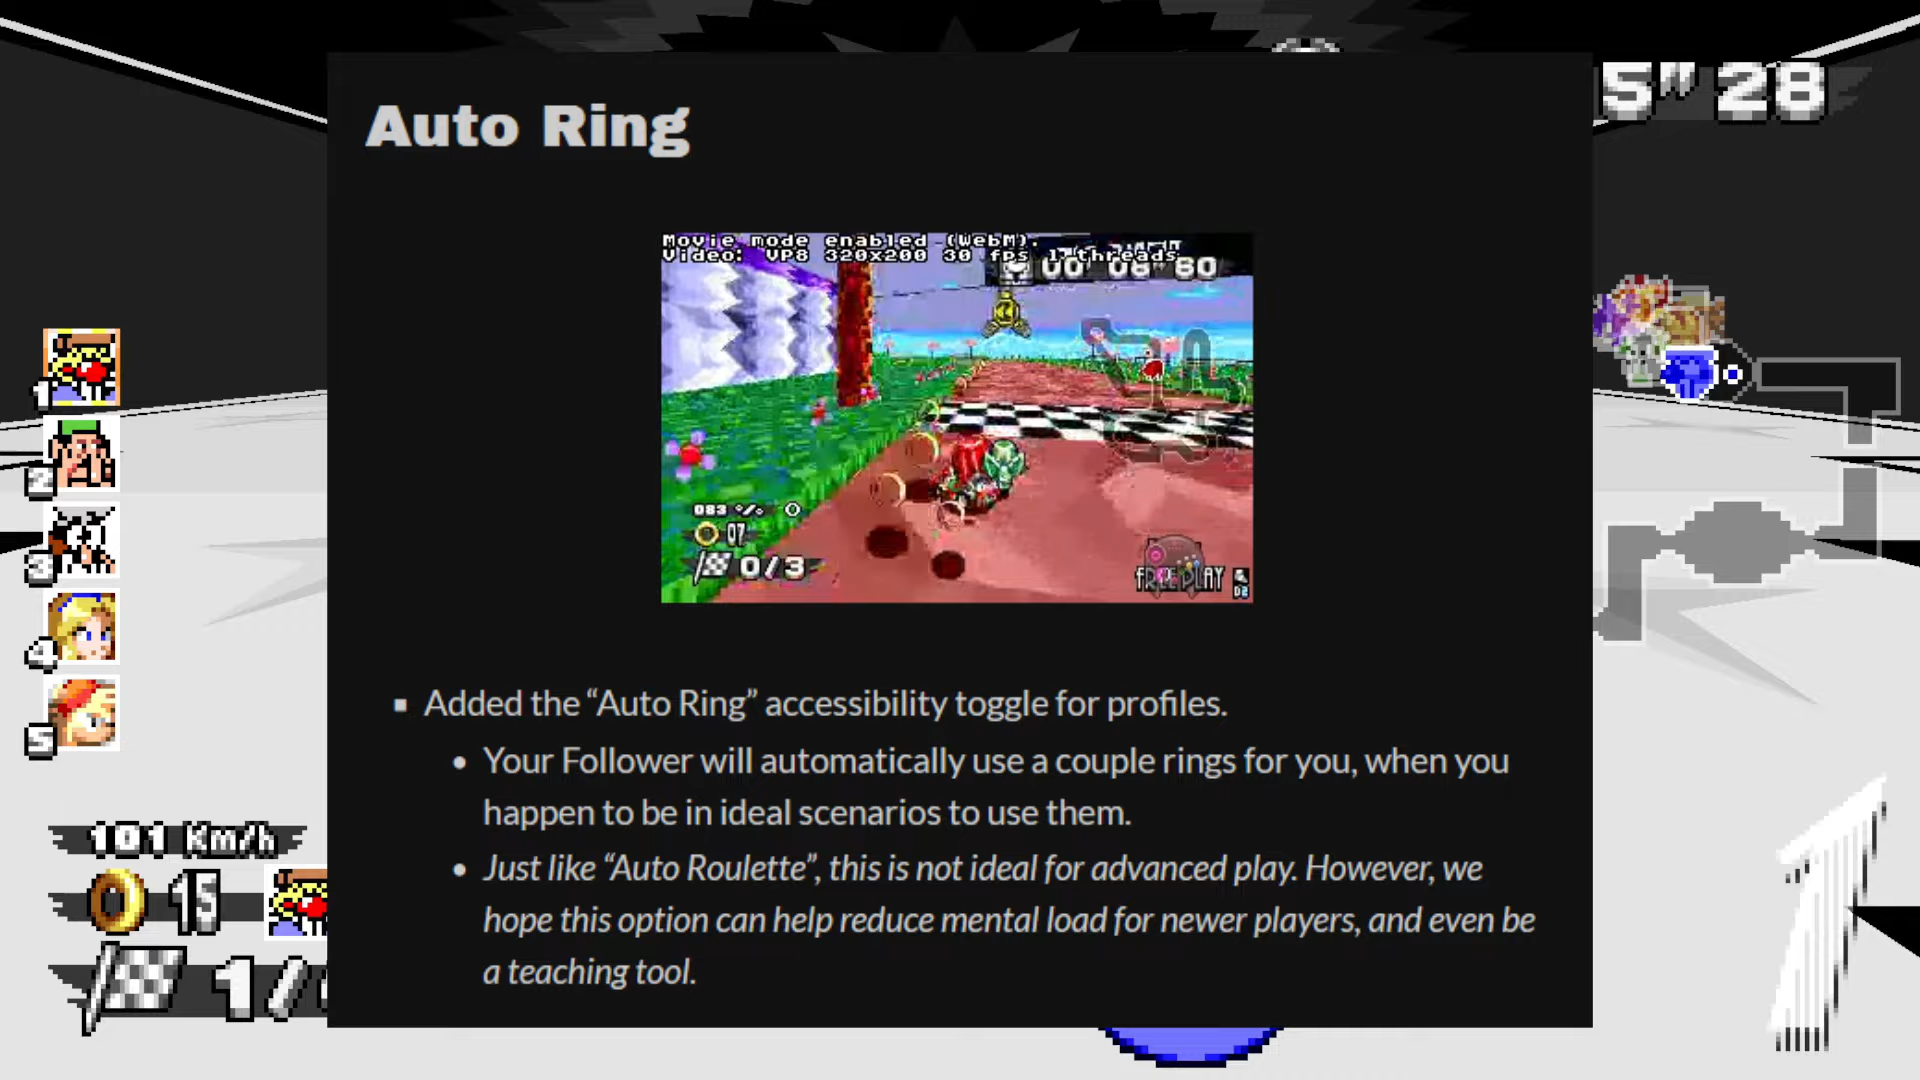 5"28
Auto Ring
Movie mode enabled (WebM).
Video: VP8 320x200 30 fps 17 threads
00'08"80
083 %
07
0/3
FREE PLAY
1
2
3
4
5
Added the “Auto Ring” accessibility toggle for profiles.
Your Follower will automatically use a couple rings for you, when you
happen to be in ideal scenarios to use them.
Just like “Auto Roulette”, this is not ideal for advanced play. However, we
hope this option can help reduce mental load for newer players, and even be
a teaching tool.
101 Km/h
15
1/
1